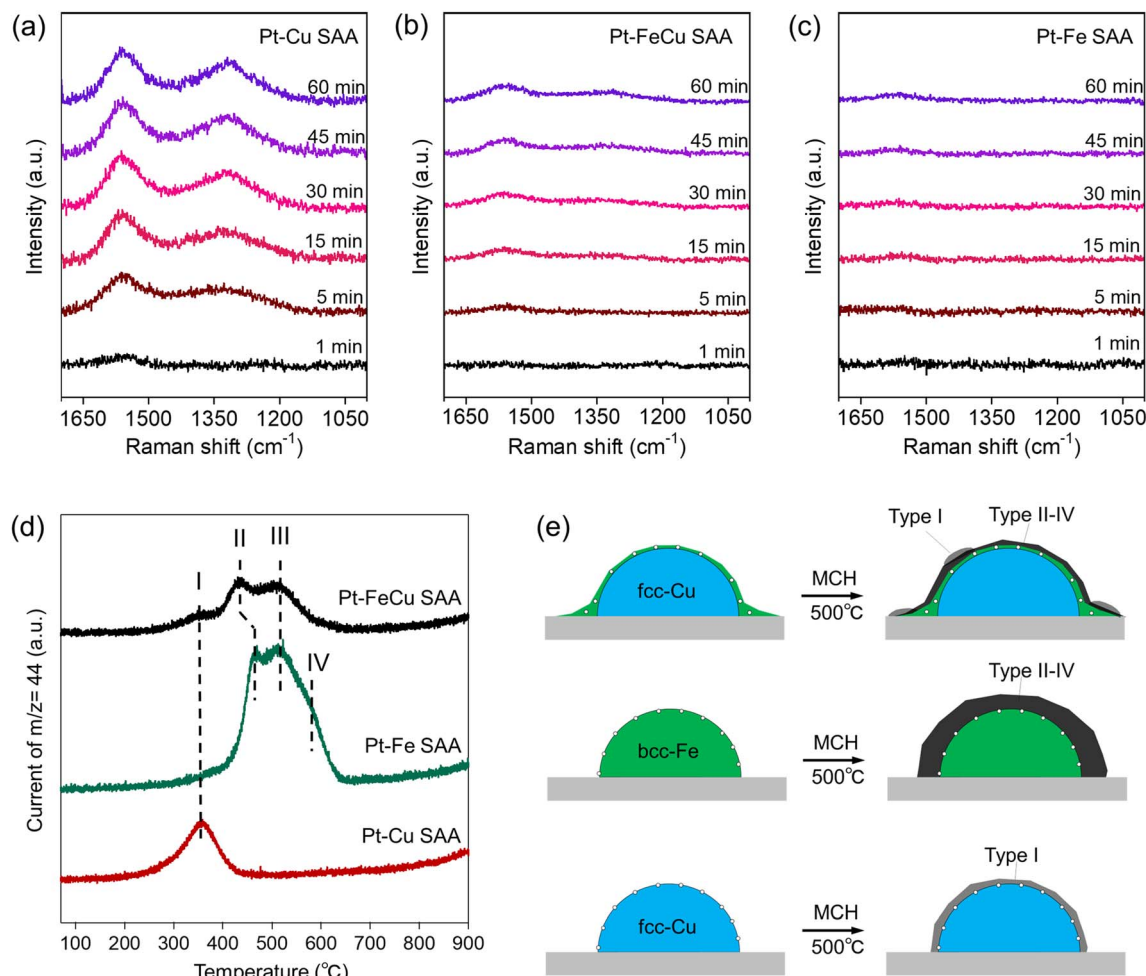 (a)
Pt-Cu SAA
60 min
45 min
30 min
15 min
5 min
1 min
Intensity (a.u.)
1650 1500 1350 1200 1050
Raman shift (cm⁻¹)
(b)
Pt-FeCu SAA
60 min
45 min
30 min
15 min
5 min
1 min
Intensity (a.u.)
1650 1500 1350 1200 1050
Raman shift (cm⁻¹)
(c)
Pt-Fe SAA
60 min
45 min
30 min
15 min
5 min
1 min
Intensity (a.u.)
1650 1500 1350 1200 1050
Raman shift (cm⁻¹)
(d)
I
II
III
IV
Pt-FeCu SAA
Pt-Fe SAA
Pt-Cu SAA
Current of m/z= 44 (a.u.)
100 200 300 400 500 600 700 800 900
Temperature (°C)
(e)
fcc-Cu
MCH
500°C
Type I
Type II-IV
bcc-Fe
MCH
500°C
Type II-IV
fcc-Cu
MCH
500°C
Type I